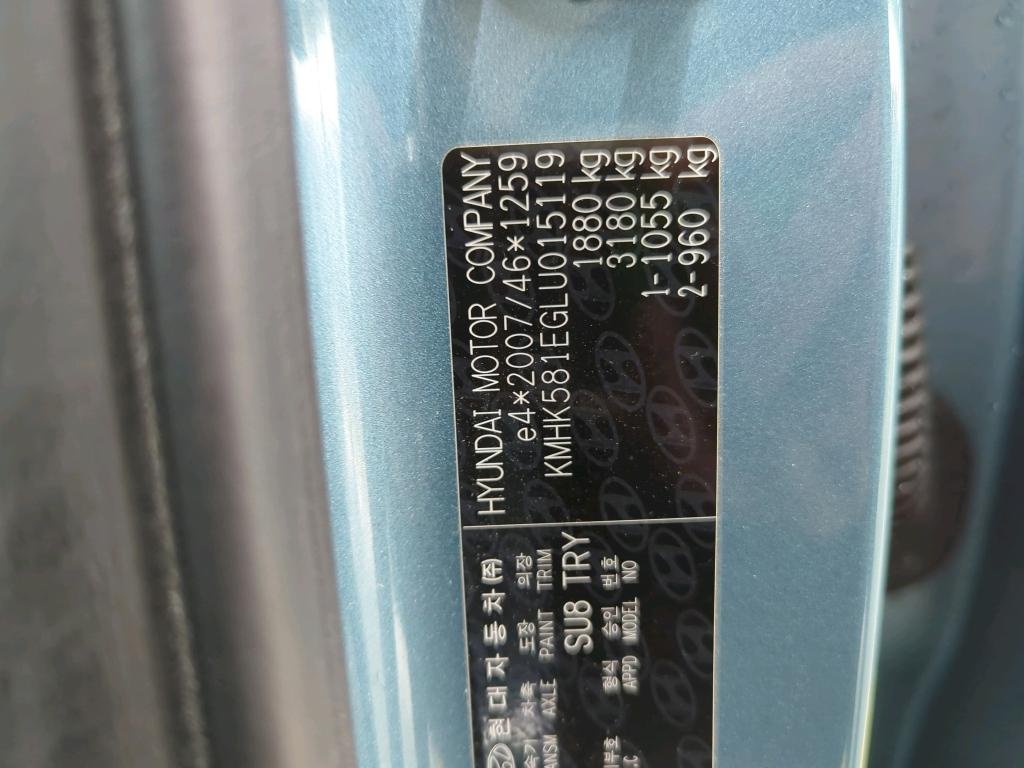 HYUNDAI MOTOR COMPANY
e4*2007/46*1259
KMHK581EGLU015119
1880 kg
3180 kg
1-1055 kg
2-960 kg
현대자동차(주)
차축 도장 의장
AXLE PAINT TRIM
SU8 TRY
형식 승인 번호
APPD MODEL NO